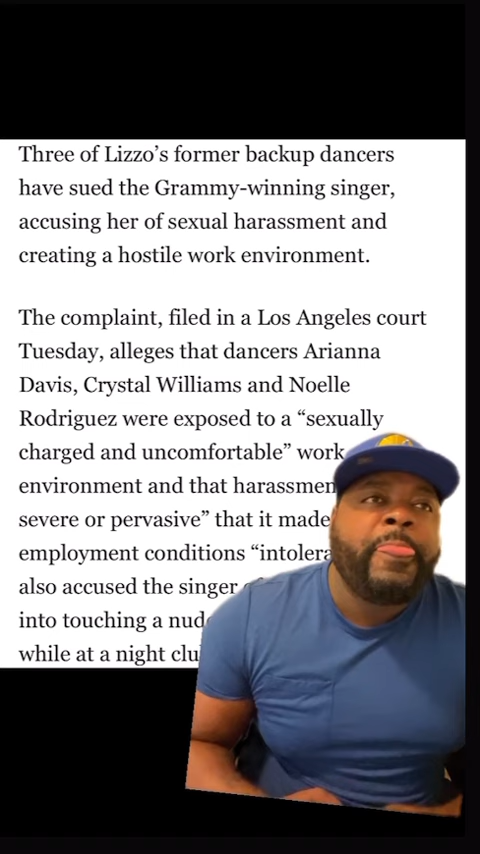 Three of Lizzo’s former backup dancers
have sued the Grammy-winning singer,
accusing her of sexual harassment and
creating a hostile work environment.
The complaint, filed in a Los Angeles court
Tuesday, alleges that dancers Arianna
Davis, Crystal Williams and Noelle
Rodriguez were exposed to a “sexually
charged and uncomfortable” work
environment and that harassmen
severe or pervasive” that it made
employment conditions “intolera
also accused the singer
into touching a nud
while at a night clu